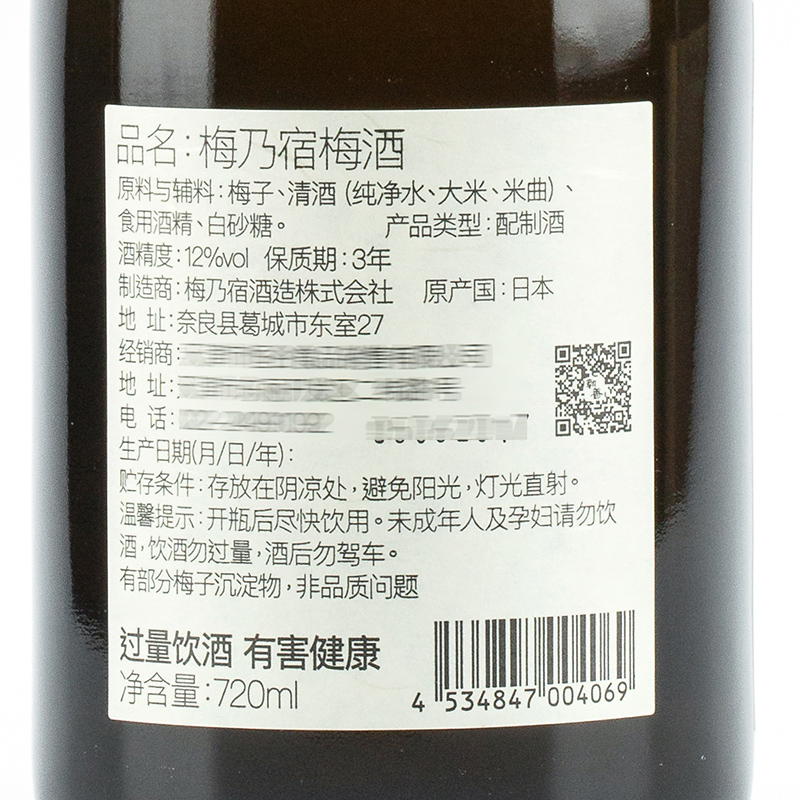 品名:梅乃宿梅酒
原料与辅料:梅子、清酒(纯净水、大米、米曲)、
食用酒精、白砂糖。 产品类型:配制酒
酒精度:12%vol 保质期:3年
制造商:梅乃宿酒造株式会社 原产国:日本
地 址:奈良县葛城市东室27
经销商:
地 址:
电 话:
生产日期(月/日/年):
贮存条件:存放在阴凉处,避免阳光,灯光直射。
温馨提示:开瓶后尽快饮用。未成年人及孕妇请勿饮
酒,饮酒勿过量,酒后勿驾车。
有部分梅子沉淀物,非品质问题
过量饮酒 有害健康
净含量:720ml
4 534847 004069